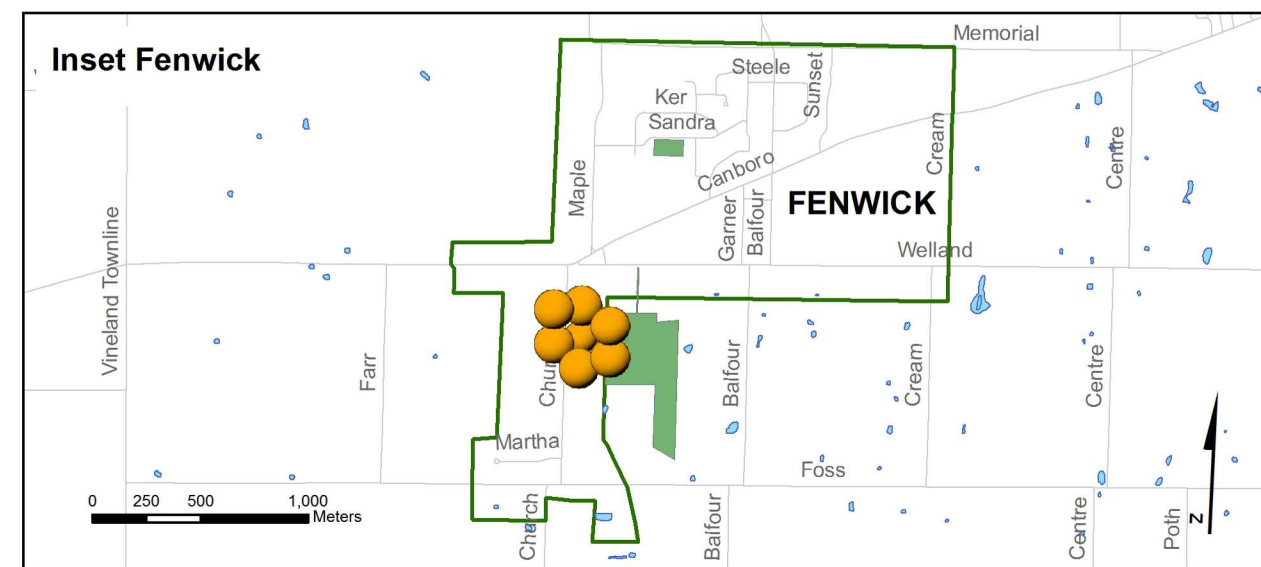 Inset Fenwick
Memorial
Steele
Sunset
Ker
Sandra
Canboro
Cream
Centre
Maple
FENWICK
Garner
Balfour
Welland
Vineland Townline
Farr
Balfour
Cream
Centre
Martha
Foss
0 250 500 1,000
Meters
Church
Balfour
Centre
Poth
N